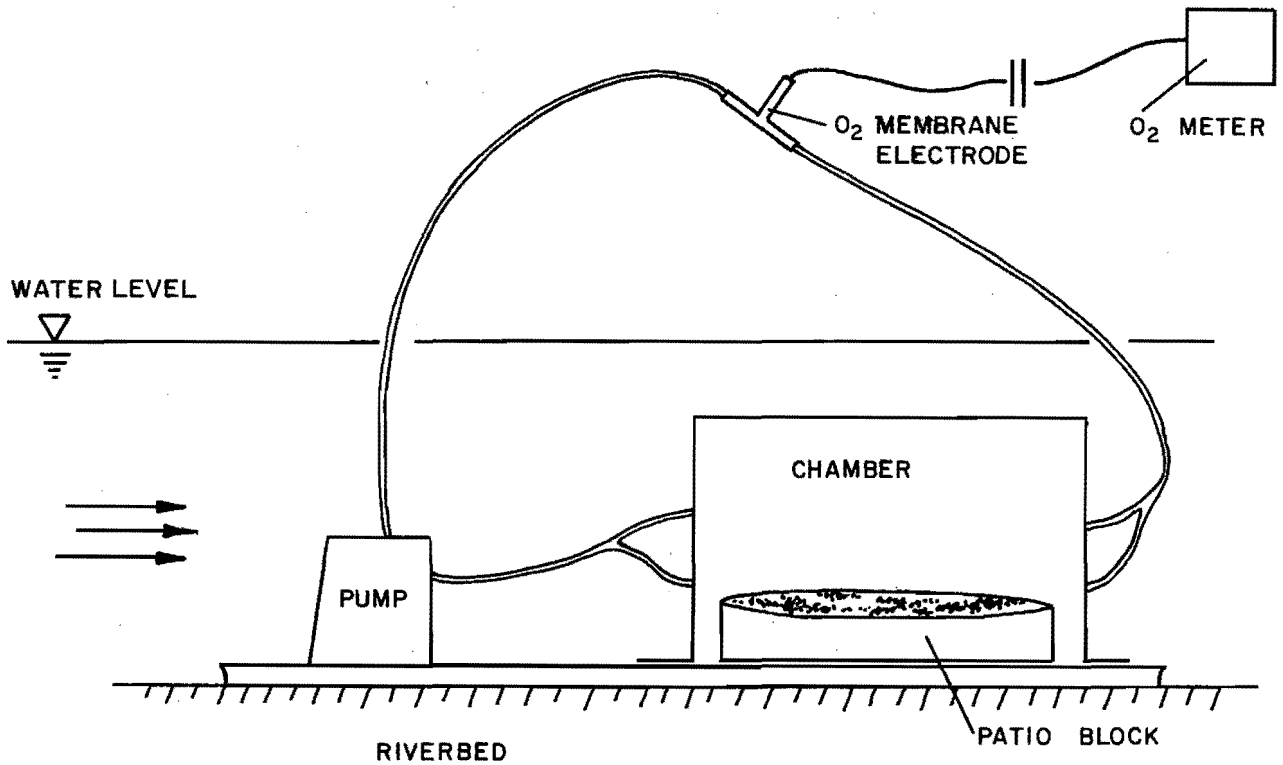 O₂ MEMBRANE
ELECTRODE
O₂ METER
WATER LEVEL
CHAMBER
PUMP
PATIO BLOCK
RIVERBED